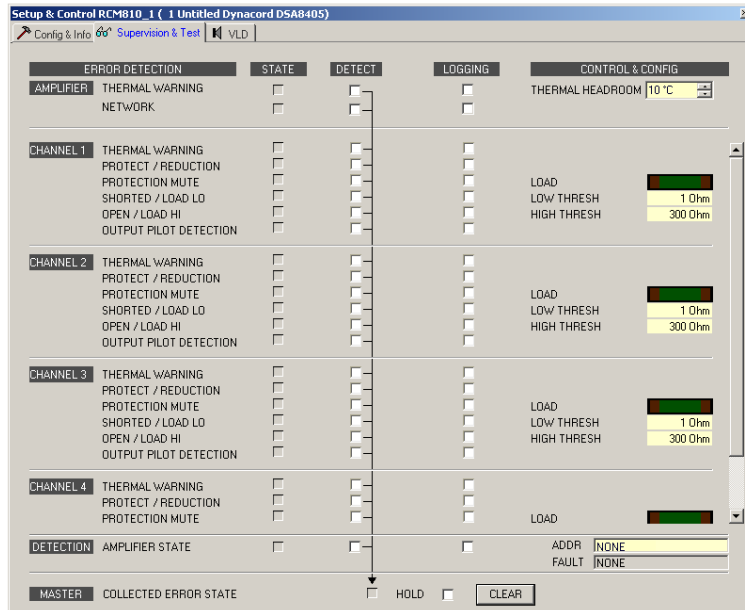 Setup & Control RCM810_1 ( 1 Untitled Dynacord DSA8405)
Config & Info Supervision & Test VLD
ERROR DETECTION STATE DETECT LOGGING CONTROL & CONFIG
AMPLIFIER THERMAL WARNING THERMAL HEADROOM 10 °C
NETWORK
CHANNEL 1 THERMAL WARNING
PROTECT / REDUCTION
PROTECTION MUTE LOAD
SHORTED / LOAD LO LOW THRESH 1 Ohm
OPEN / LOAD HI HIGH THRESH 300 Ohm
OUTPUT PILOT DETECTION
CHANNEL 2 THERMAL WARNING
PROTECT / REDUCTION
PROTECTION MUTE LOAD
SHORTED / LOAD LO LOW THRESH 1 Ohm
OPEN / LOAD HI HIGH THRESH 300 Ohm
OUTPUT PILOT DETECTION
CHANNEL 3 THERMAL WARNING
PROTECT / REDUCTION
PROTECTION MUTE LOAD
SHORTED / LOAD LO LOW THRESH 1 Ohm
OPEN / LOAD HI HIGH THRESH 300 Ohm
OUTPUT PILOT DETECTION
CHANNEL 4 THERMAL WARNING
PROTECT / REDUCTION
PROTECTION MUTE LOAD
DETECTION AMPLIFIER STATE ADDR NONE
FAULT NONE
MASTER COLLECTED ERROR STATE HOLD CLEAR